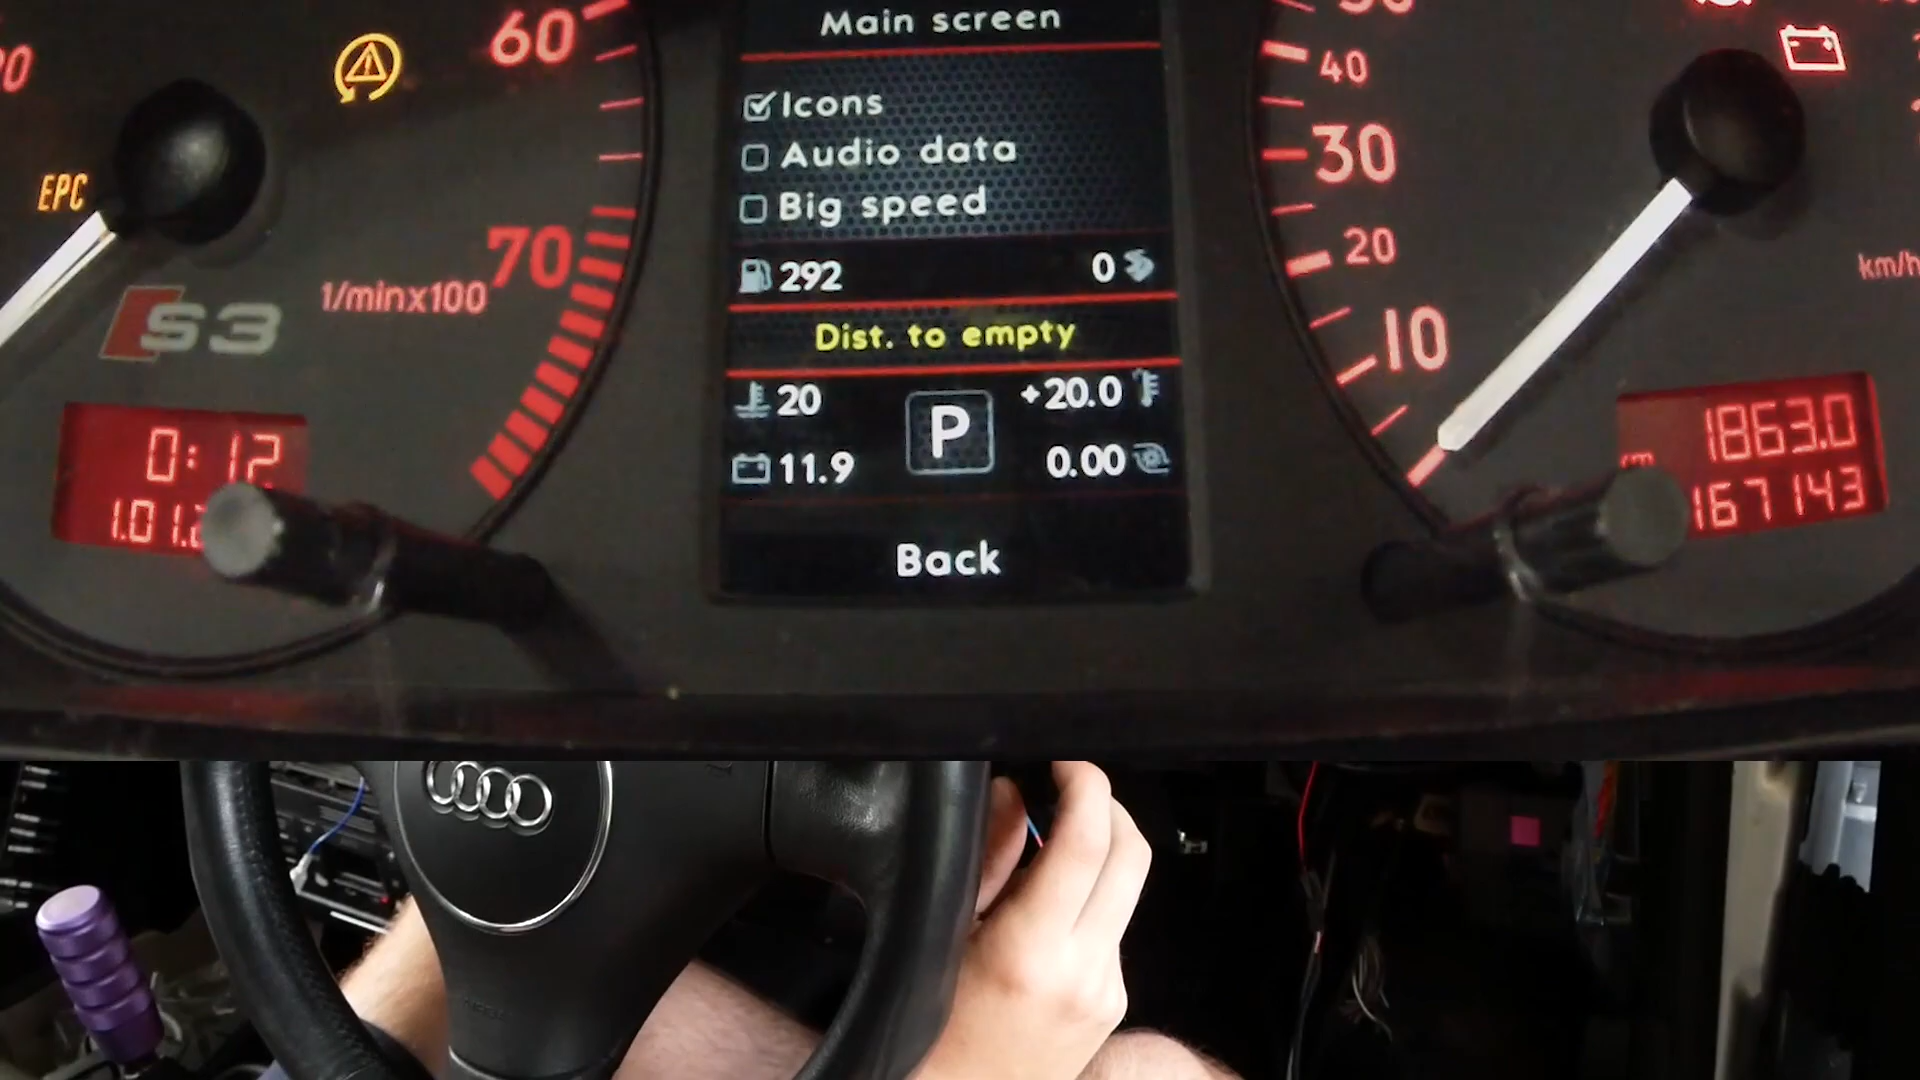 Main screen
60
40
Icons
EPC
Audio data
30
Big speed
70
20
1/minx100
292
0
km/h
S3
Dist. to empty
10
20
P
+20.0
11.9
0.00
0:12
1863.0
167143
Back